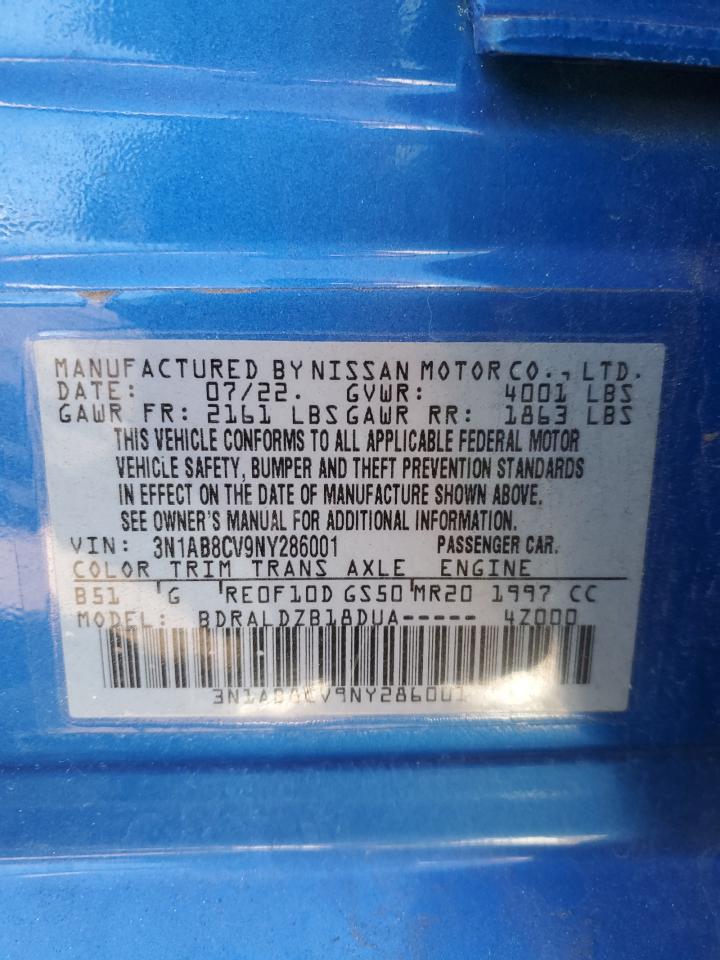 MANUFACTURED BY NISSAN MOTOR CO., LTD.
DATE: 07/22. GVWR: 4001 LBS
GAWR FR: 2161 LBS GAWR RR: 1863 LBS
THIS VEHICLE CONFORMS TO ALL APPLICABLE FEDERAL MOTOR
VEHICLE SAFETY, BUMPER AND THEFT PREVENTION STANDARDS
IN EFFECT ON THE DATE OF MANUFACTURE SHOWN ABOVE.
SEE OWNER'S MANUAL FOR ADDITIONAL INFORMATION.
VIN: 3N1AB8CV9NY286001 PASSENGER CAR.
COLOR TRIM TRANS AXLE ENGINE
B51 G RE0F10D GS50 MR20 1997 CC
MODEL: BDRALDZB18DUA----- 4Z000
3N1AB8CV9NY286001